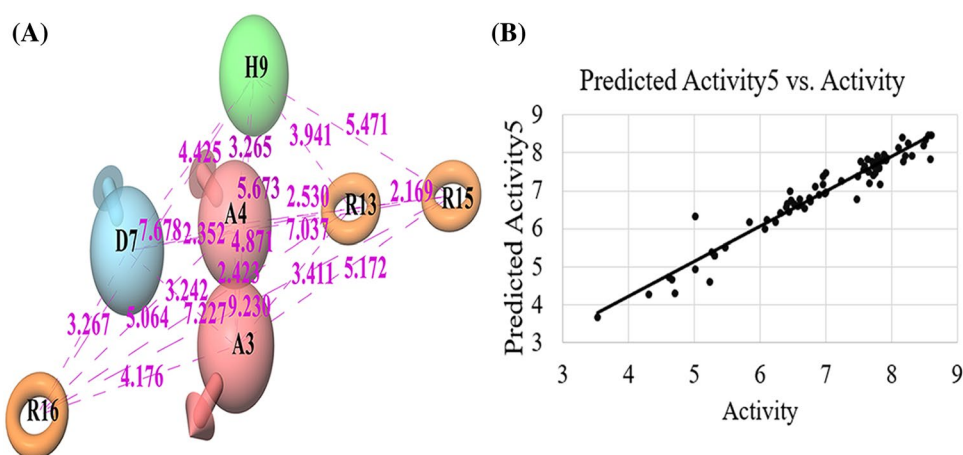 (A)
H9
5.471
3.941
4.425
3.265
5.673
2.530
2.169
R13
R15
A4
D7
7.678
2.352
4.871
7.037
2.423
3.411
5.172
3.242
9.230
7.227
5.064
3.267
A3
4.176
R16
(B)
Predicted Activity5 vs. Activity
Predicted Activity5
9
8
7
6
5
4
3
3 4 5 6 7 8 9
Activity